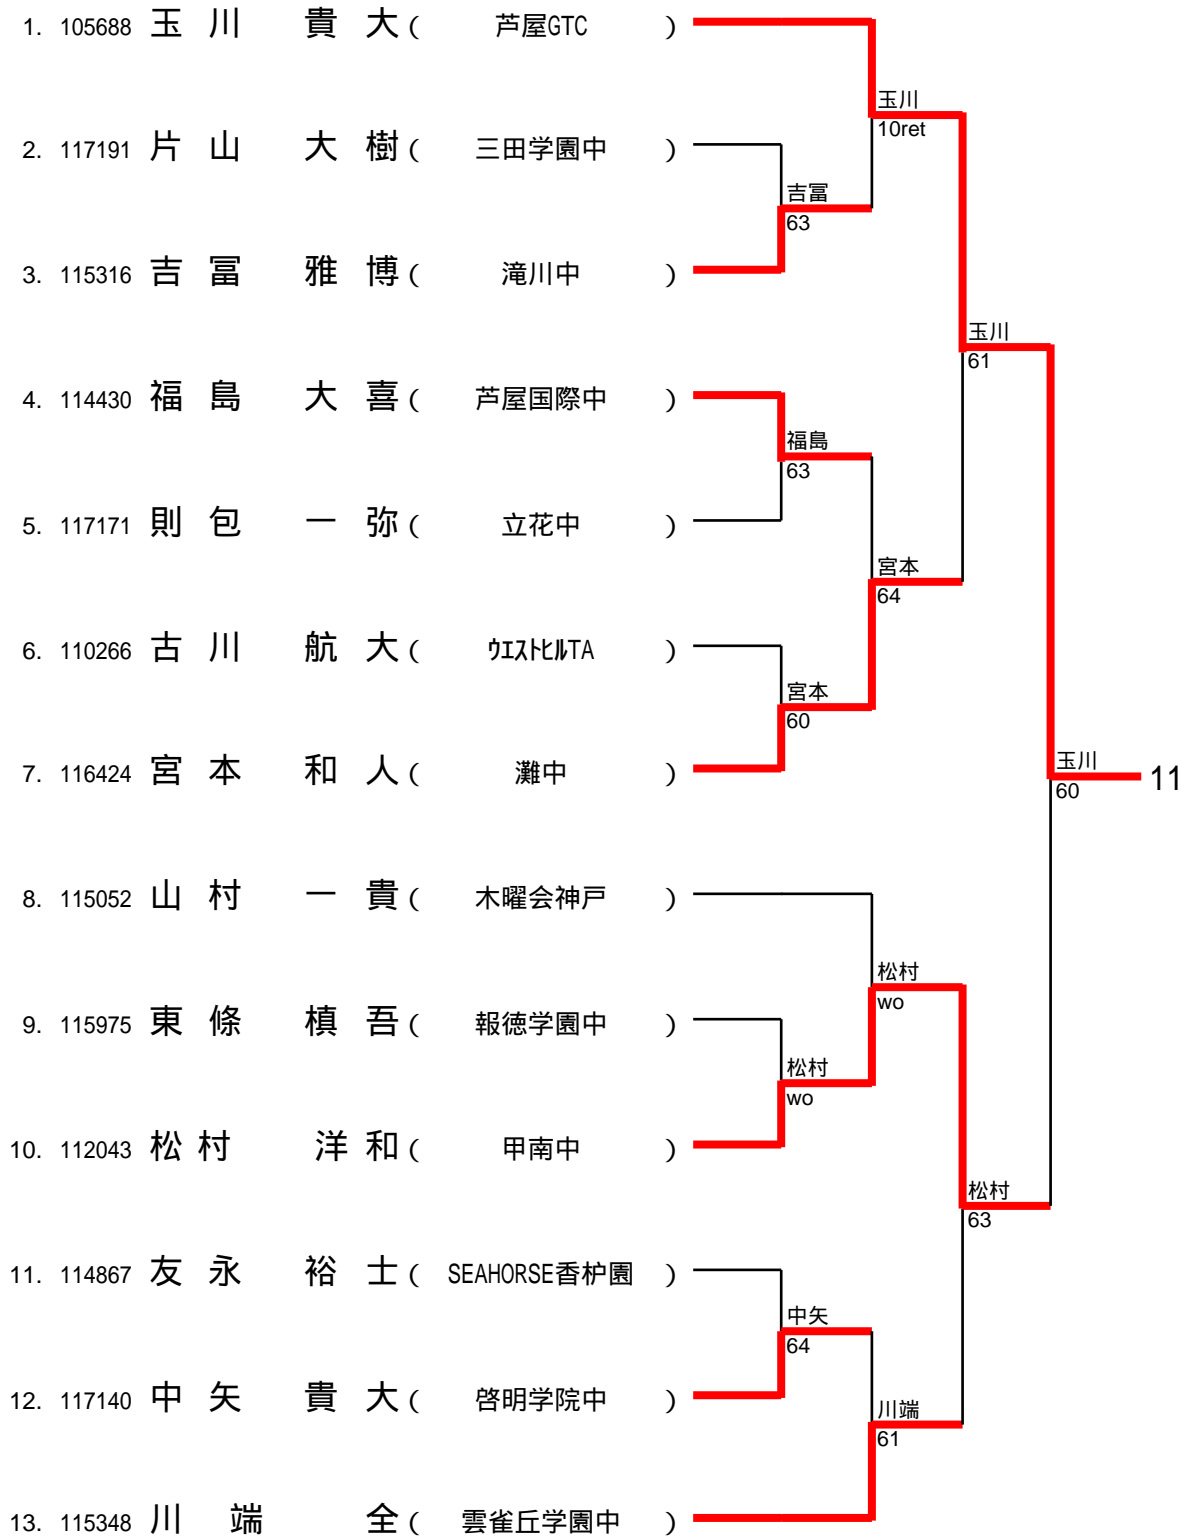 1. 105688 玉川 貴大 ( 芦屋GTC )
玉川
10ret
2. 117191 片山 大樹 ( 三田学園中 )
吉冨
63
3. 115316 吉冨 雅博 ( 滝川中 )
玉川
61
4. 114430 福島 大喜 ( 芦屋国際中 )
福島
63
5. 117171 則包 一弥 ( 立花中 )
宮本
64
6. 110266 古川 航大 ( ウエストヒルTA )
宮本
60
7. 116424 宮本 和人 ( 灘中 )
玉川
60
11
8. 115052 山村 一貴 ( 木曜会神戸 )
松村
wo
9. 115975 東條 槙吾 ( 報徳学園中 )
松村
wo
10. 112043 松村 洋和 ( 甲南中 )
松村
63
11. 114867 友永 裕士 ( SEAHORSE香枦園 )
中矢
64
12. 117140 中矢 貴大 ( 啓明学院中 )
川端
61
13. 115348 川端 全 ( 雲雀丘学園中 )